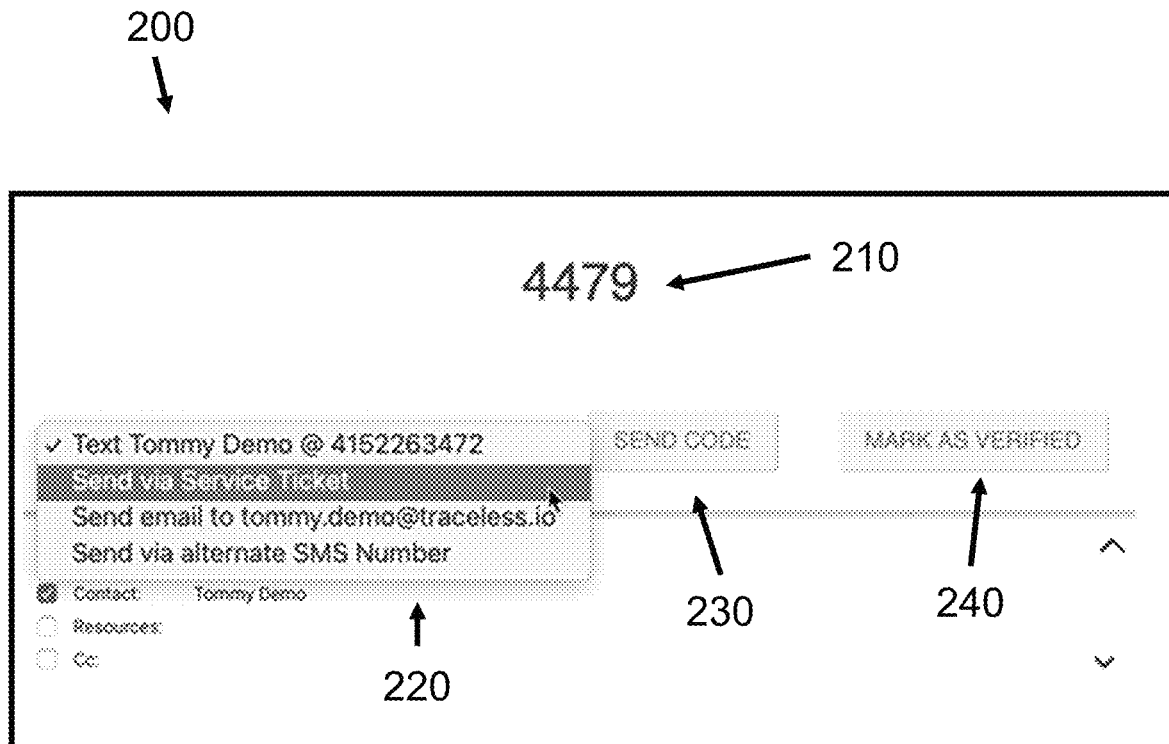 200
210
4479
✓ Text Tommy Demo @ 4152263472
Send via Service Ticket
Send email to tommy.demo@traceless.io
Send via alternate SMS Number
SEND CODE
MARK AS VERIFIED
Contact: Tommy Demo
Resources:
Cc:
230
240
220